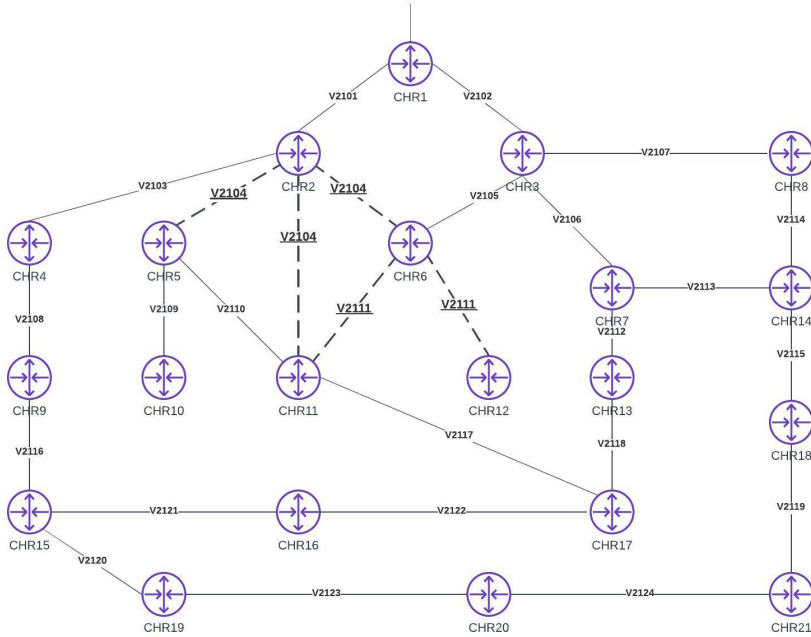 CHR1
V2101
V2102
CHR2
CHR3
V2107
CHR8
V2103
V2104
V2104
V2105
V2106
V2114
V2104
CHR4
CHR5
CHR6
V2113
CHR7
CHR14
V2108
V2109
V2110
V2111
V2111
V2112
V2115
CHR9
CHR10
CHR11
CHR12
CHR13
CHR18
V2116
V2117
V2118
V2121
V2122
V2119
CHR15
CHR16
CHR17
V2120
V2123
V2124
CHR19
CHR20
CHR21